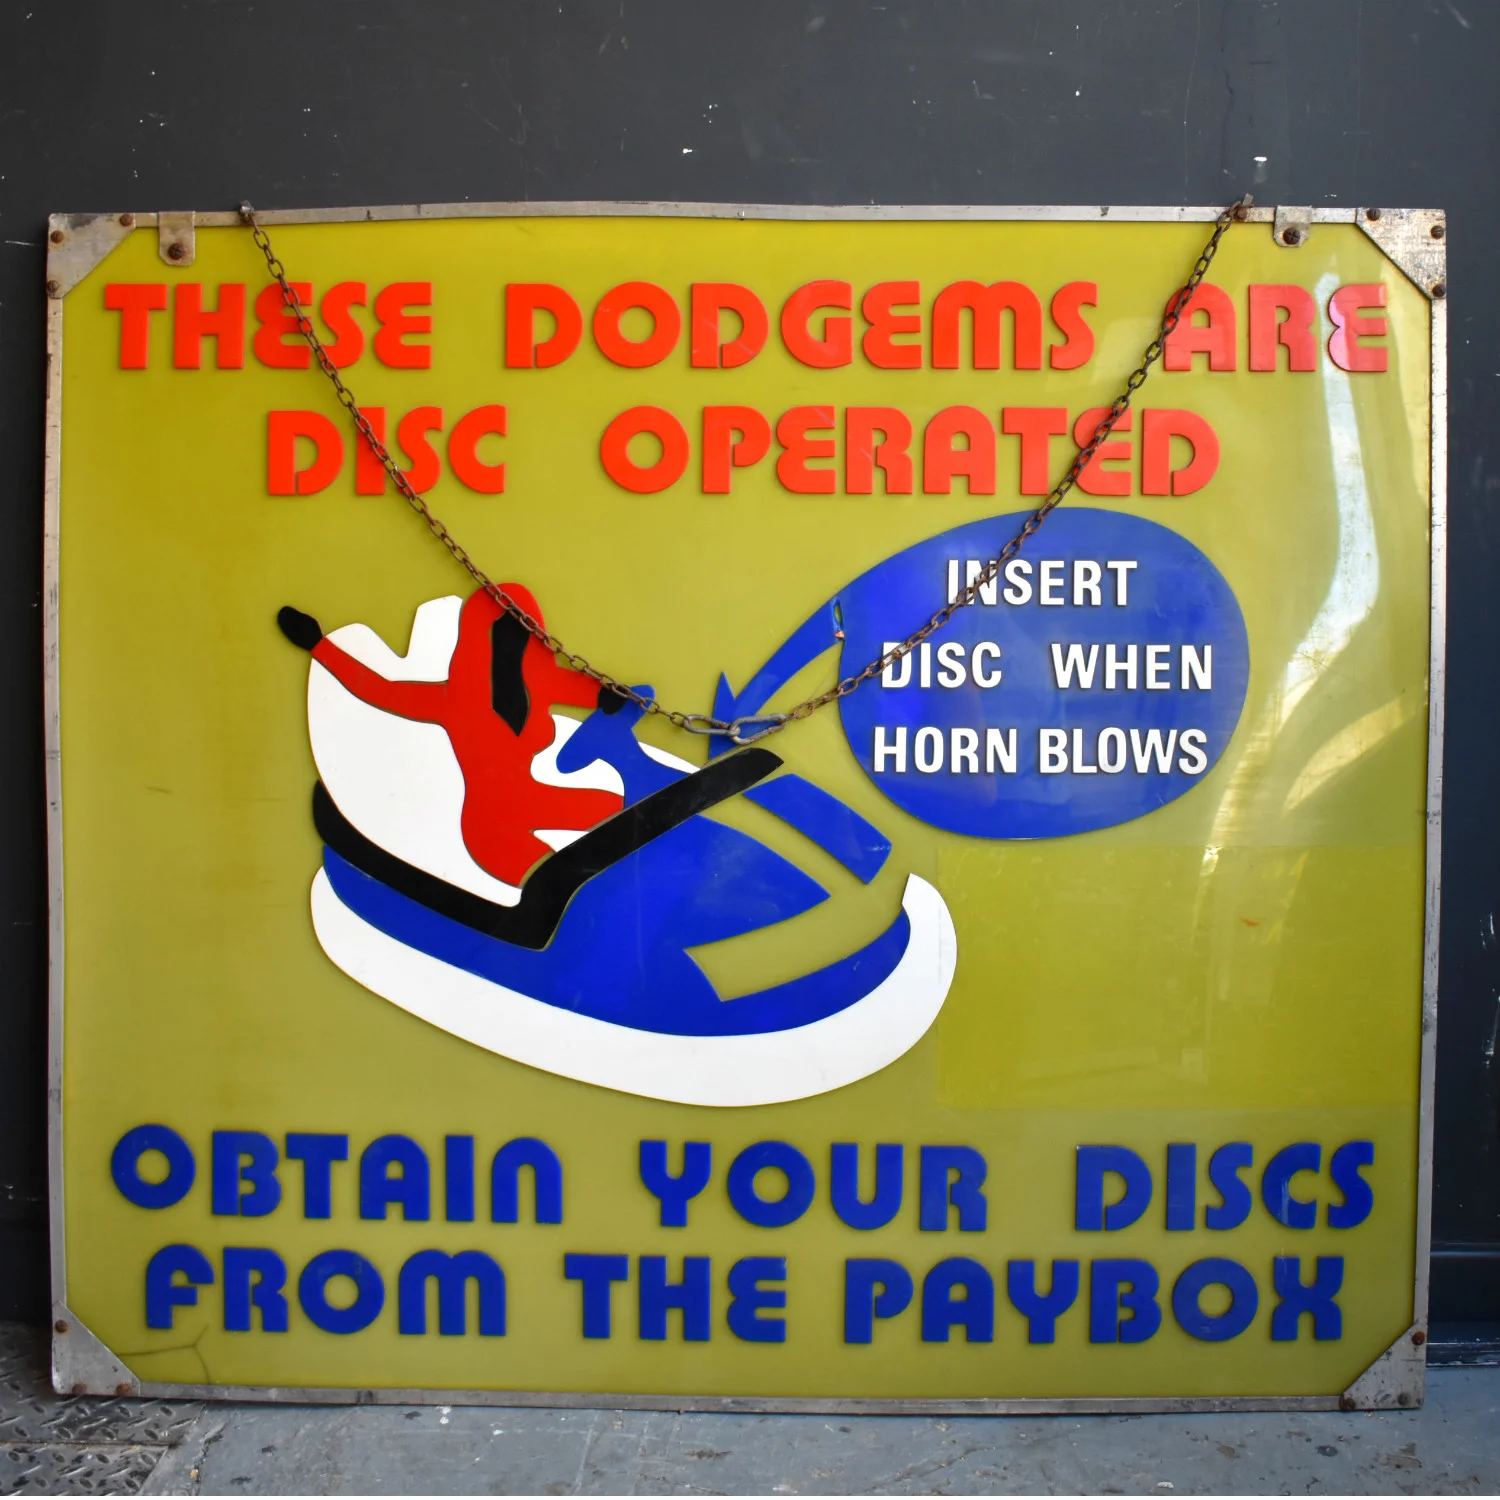 THESE DODGEMS ARE
DISC OPERATED
INSERT
DISC WHEN
HORN BLOWS
OBTAIN YOUR DISCS
FROM THE PAYBOX